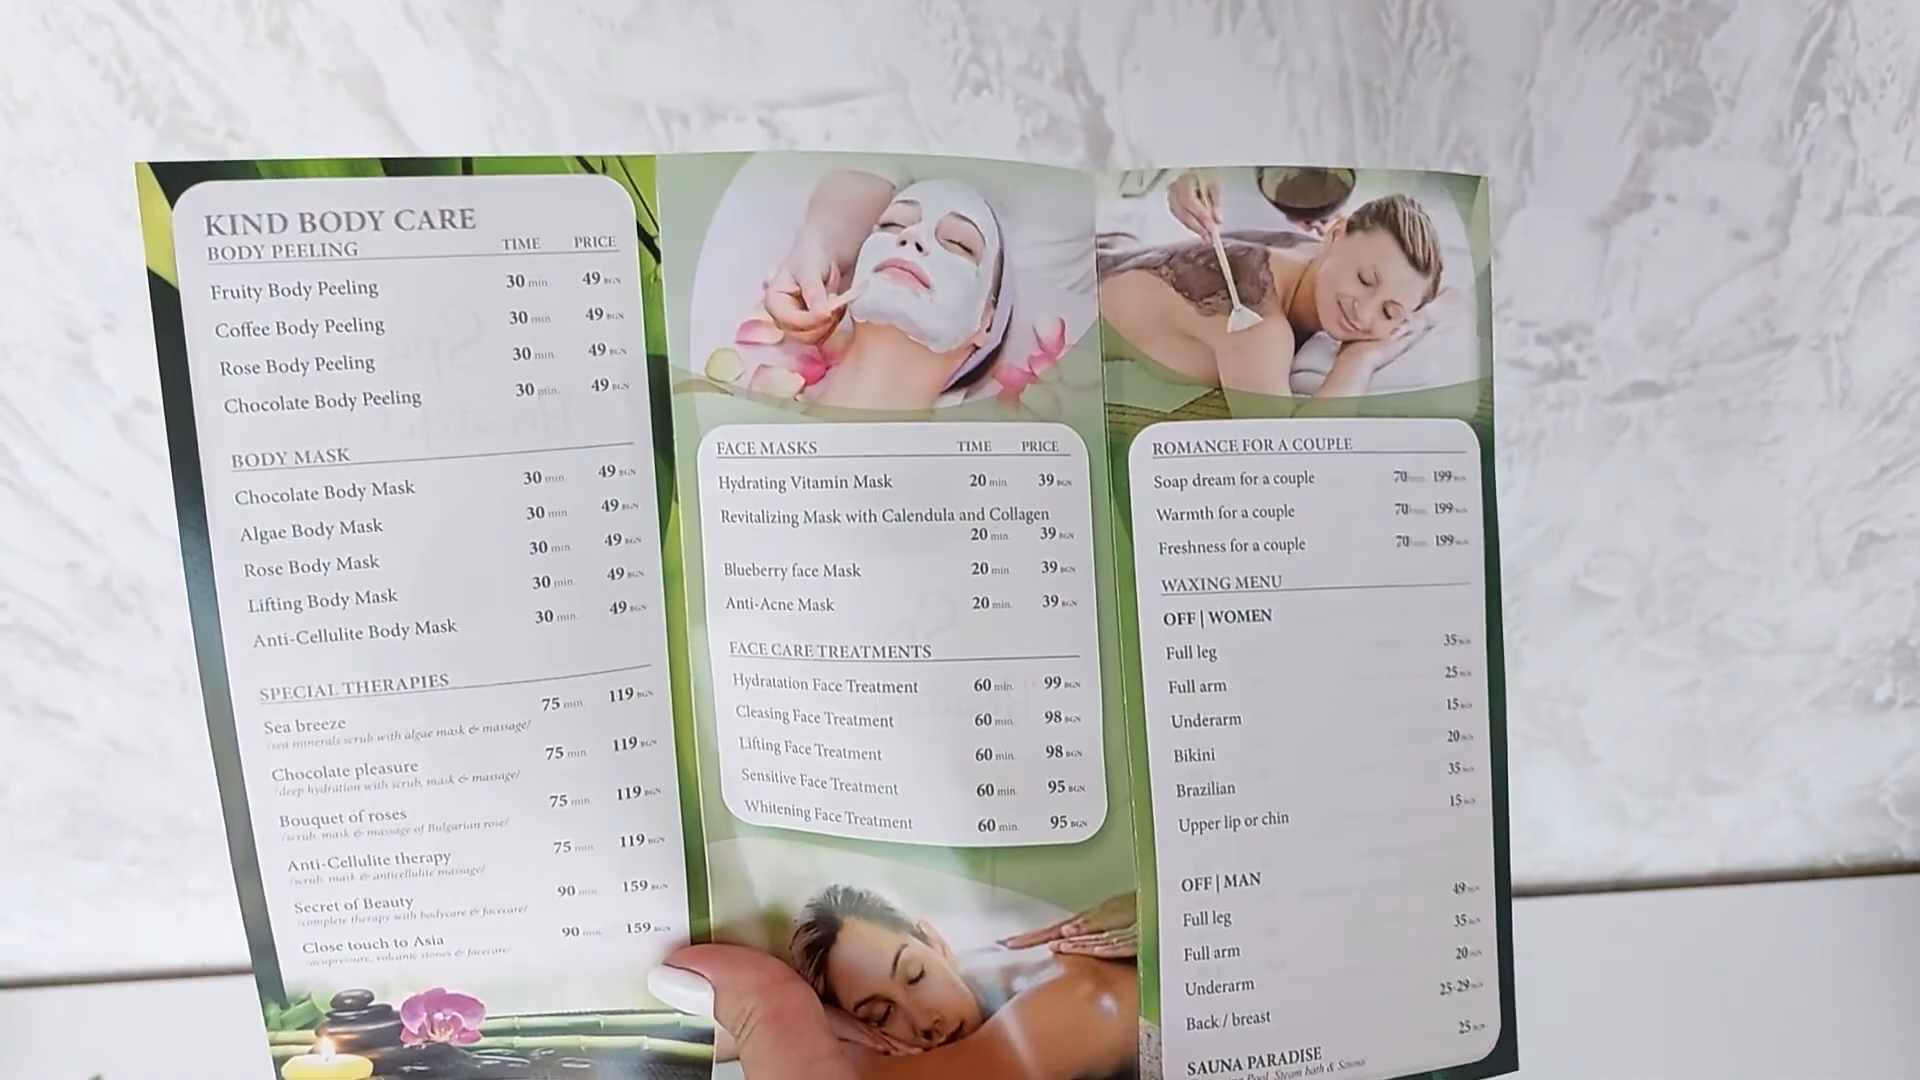 KIND BODY CARE
BODY PEELING TIME PRICE
Fruity Body Peeling 30 min. 49 BGN
Coffee Body Peeling 30 min 49 BGN
Rose Body Peeling 30 min. 49 BGN
Chocolate Body Peeling 30 min. 49 BGN
BODY MASK
Chocolate Body Mask 30 min 49 BGN
Algae Body Mask 30 min. 49 BGN
Rose Body Mask 30 min. 49 BGN
Lifting Body Mask 30 min. 49 BGN
Anti-Cellulite Body Mask 30 min. 49 BGN
SPECIAL THERAPIES
Sea breeze 75 min. 119 BGN
/sea minerals scrub with algae mask & massage/
Chocolate pleasure 75 min. 119 BGN
/deep hydration with scrub, mask & massage/
Bouquet of roses 75 min. 119 BGN
/scrub, mask & massage of Bulgarian rose/
Anti-Cellulite therapy 75 min 119 BGN
/scrub, mask & anticellulite massage/
Secret of Beauty 90 min 159 BGN
/complete therapy with bodycare & facecare/
Close touch to Asia 90 min. 159 BGN
/acupressure, volcanic stones & facecare/
FACE MASKS TIME PRICE
Hydrating Vitamin Mask 20 min. 39 BGN
Revitalizing Mask with Calendula and Collagen
20 min. 39 BGN
Blueberry face Mask 20 min. 39 BGN
Anti-Acne Mask 20 min. 39 BGN
FACE CARE TREATMENTS
Hydratation Face Treatment 60 min. 99 BGN
Cleasing Face Treatment 60 min. 98 BGN
Lifting Face Treatment 60 min. 98 BGN
Sensitive Face Treatment 60 min. 95 BGN
Whitening Face Treatment 60 min. 95 BGN
ROMANCE FOR A COUPLE
Soap dream for a couple 70 199
Warmth for a couple 70 199
Freshness for a couple 70 199
WAXING MENU
OFF | WOMEN
Full leg 35
Full arm 25
Underarm 15
Bikini 20
Brazilian 35
Upper lip or chin 15
OFF | MAN
Full leg 49
Full arm 35
Underarm 20
Back / breast 25-29
SAUNA PARADISE 25
Pool, Steam bath & Sauna